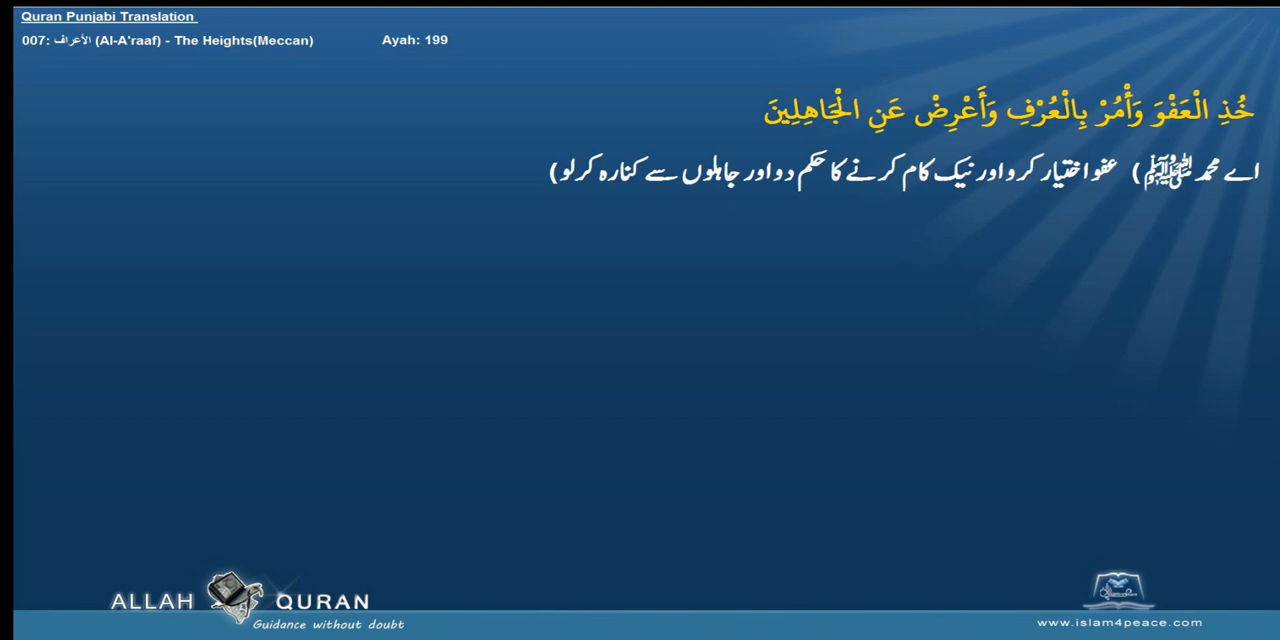 Quran Punjabi Translation
007: الأعراف (Al-A'raaf) - The Heights(Meccan) Ayah: 199
خُذِ الْعَفْوَ وَأْمُرْ بِالْعُرْفِ وَأَعْرِضْ عَنِ الْجَاهِلِينَ
اے محمد ﷺ) عفو اختیار کرو اور نیک کام کرنے کا حکم دو اور جاہلوں سے کنارہ کرلو)
ALLAH QURAN
Guidance without doubt
www.islam4peace.com